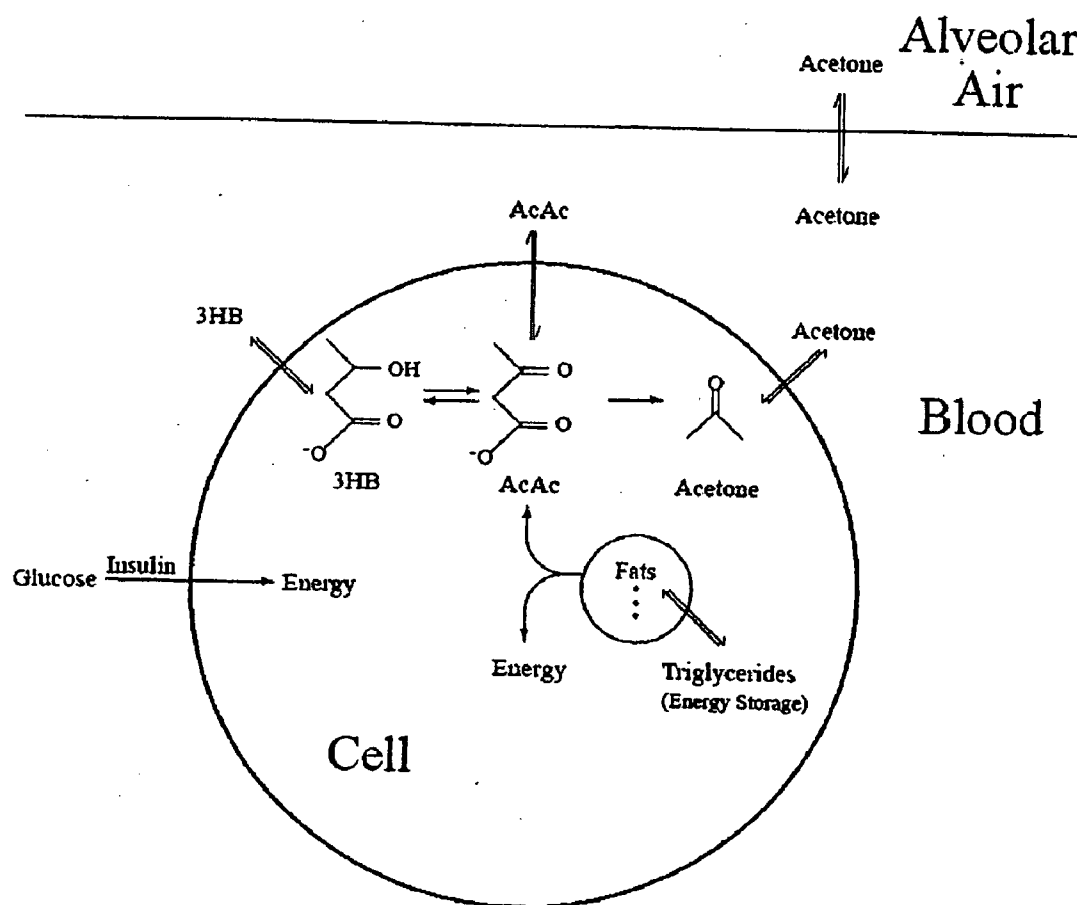 Alveolar
Air
Acetone
Acetone
AcAc
3HB
Acetone
OH
O
O
O
O
⁻O
⁻O
3HB
AcAc
Acetone
Blood
Glucose
Insulin
Energy
Fats
Energy
Triglycerides
(Energy Storage)
Cell